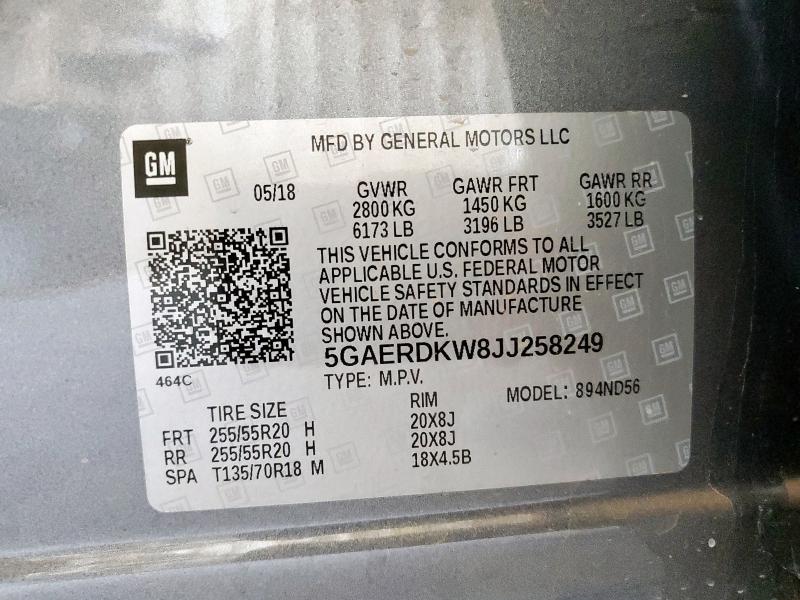 GM
MFD BY GENERAL MOTORS LLC
05/18
GVWR GAWR FRT GAWR RR
2800 KG 1450 KG 1600 KG
6173 LB 3196 LB 3527 LB
THIS VEHICLE CONFORMS TO ALL
APPLICABLE U.S. FEDERAL MOTOR
VEHICLE SAFETY STANDARDS IN EFFECT
ON THE DATE OF MANUFACTURE
SHOWN ABOVE.
5GAERDKW8JJ258249
464C
TYPE: M.P.V. MODEL: 894ND56
TIRE SIZE RIM
FRT 255/55R20 H 20X8J
RR 255/55R20 H 20X8J
SPA T135/70R18 M 18X4.5B